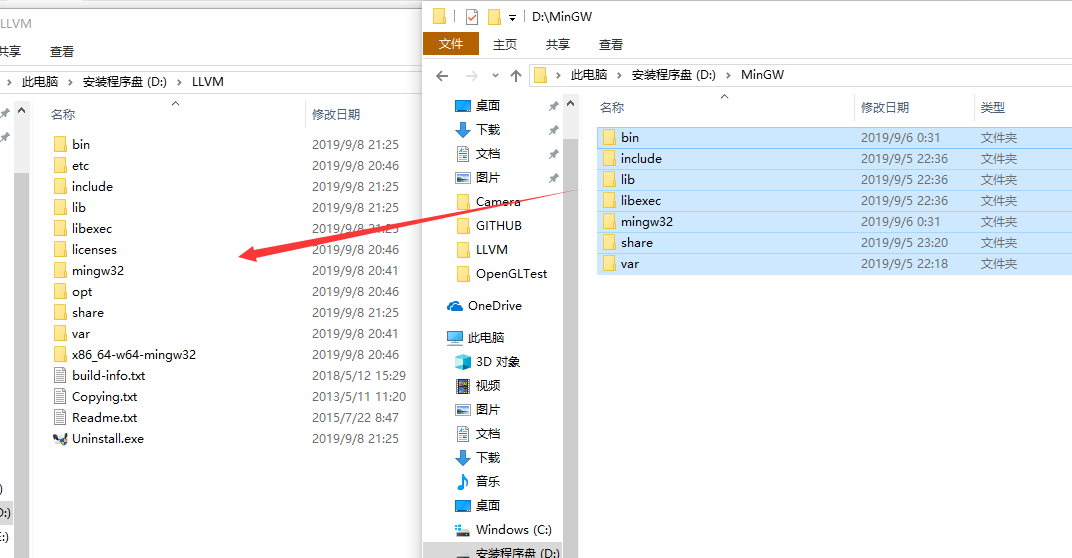 LLVM
共享 查看
此电脑 > 安装程序盘 (D:) > LLVM
名称 修改日期
bin 2019/9/8 21:25
etc 2019/9/8 20:46
include 2019/9/8 21:25
lib 2019/9/8 21:25
libexec 2019/9/8 21:25
licenses 2019/9/8 20:46
mingw32 2019/9/8 20:41
opt 2019/9/8 20:46
share 2019/9/8 21:25
var 2019/9/8 20:41
x86_64-w64-mingw32 2019/9/8 20:46
build-info.txt 2018/5/12 15:29
Copying.txt 2013/5/11 11:20
Readme.txt 2015/7/22 8:47
Uninstall.exe 2019/9/8 21:25
)
D:)
E:)
D:\MinGW
文件 主页 共享 查看
此电脑 > 安装程序盘 (D:) > MinGW
桌面
下载
文档
图片
Camera
GITHUB
LLVM
OpenGLTest
OneDrive
此电脑
3D 对象
视频
图片
文档
下载
音乐
桌面
Windows (C:)
安装程序盘 (D:)
名称 修改日期 类型
bin 2019/9/6 0:31 文件夹
include 2019/9/5 22:36 文件夹
lib 2019/9/5 22:36 文件夹
libexec 2019/9/5 22:36 文件夹
mingw32 2019/9/6 0:31 文件夹
share 2019/9/5 23:20 文件夹
var 2019/9/5 22:18 文件夹